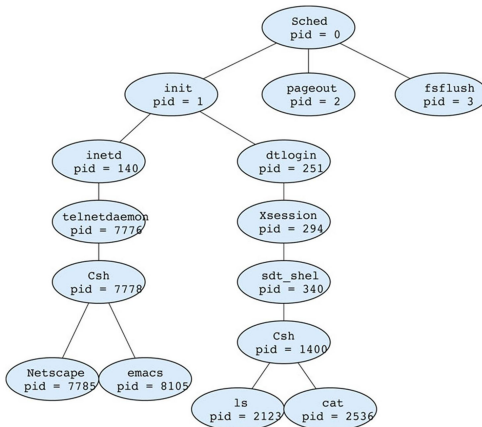 Sched
pid = 0
init
pid = 1
pageout
pid = 2
fsflush
pid = 3
inetd
pid = 140
dtlogin
pid = 251
telnetdaemon
pid = 7776
Xsession
pid = 294
Csh
pid = 7778
sdt_shel
pid = 340
Csh
pid = 1400
Netscape
pid = 7785
emacs
pid = 8105
ls
pid = 2123
cat
pid = 2536